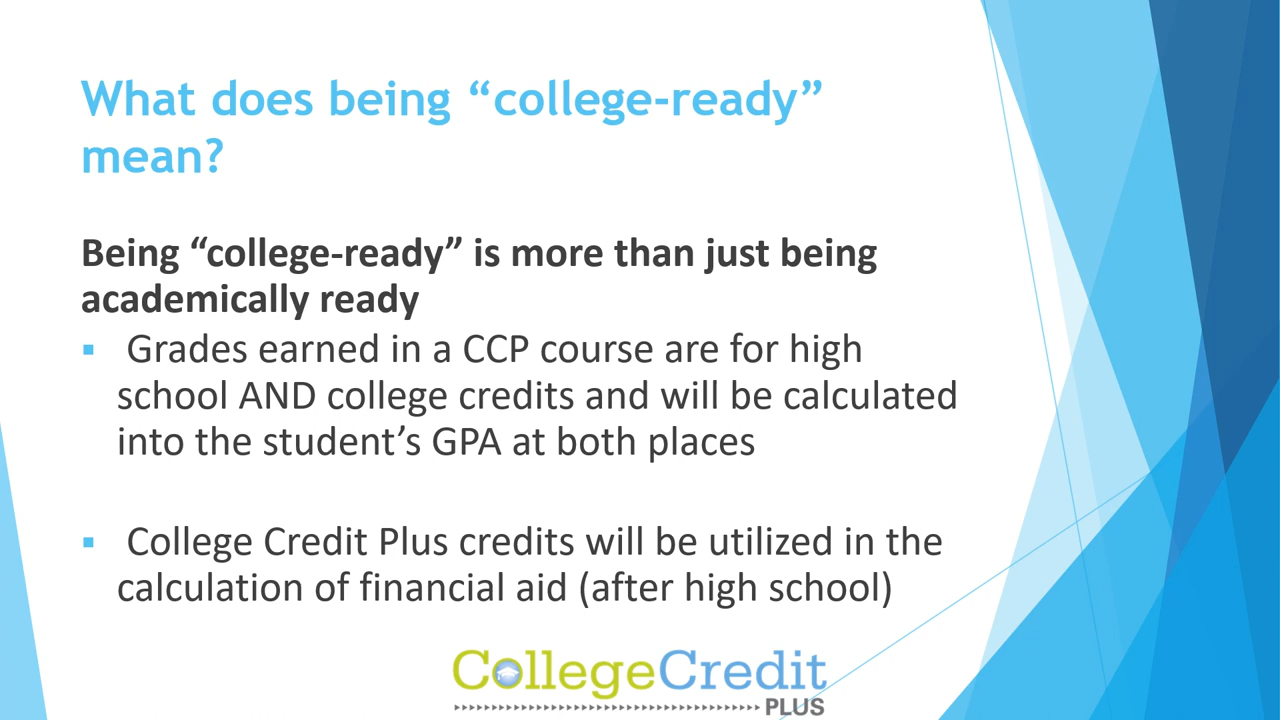 What does being “college-ready”
mean?
Being “college-ready” is more than just being
academically ready
▪ Grades earned in a CCP course are for high
school AND college credits and will be calculated
into the student’s GPA at both places
▪ College Credit Plus credits will be utilized in the
calculation of financial aid (after high school)
CollegeCredit
PLUS